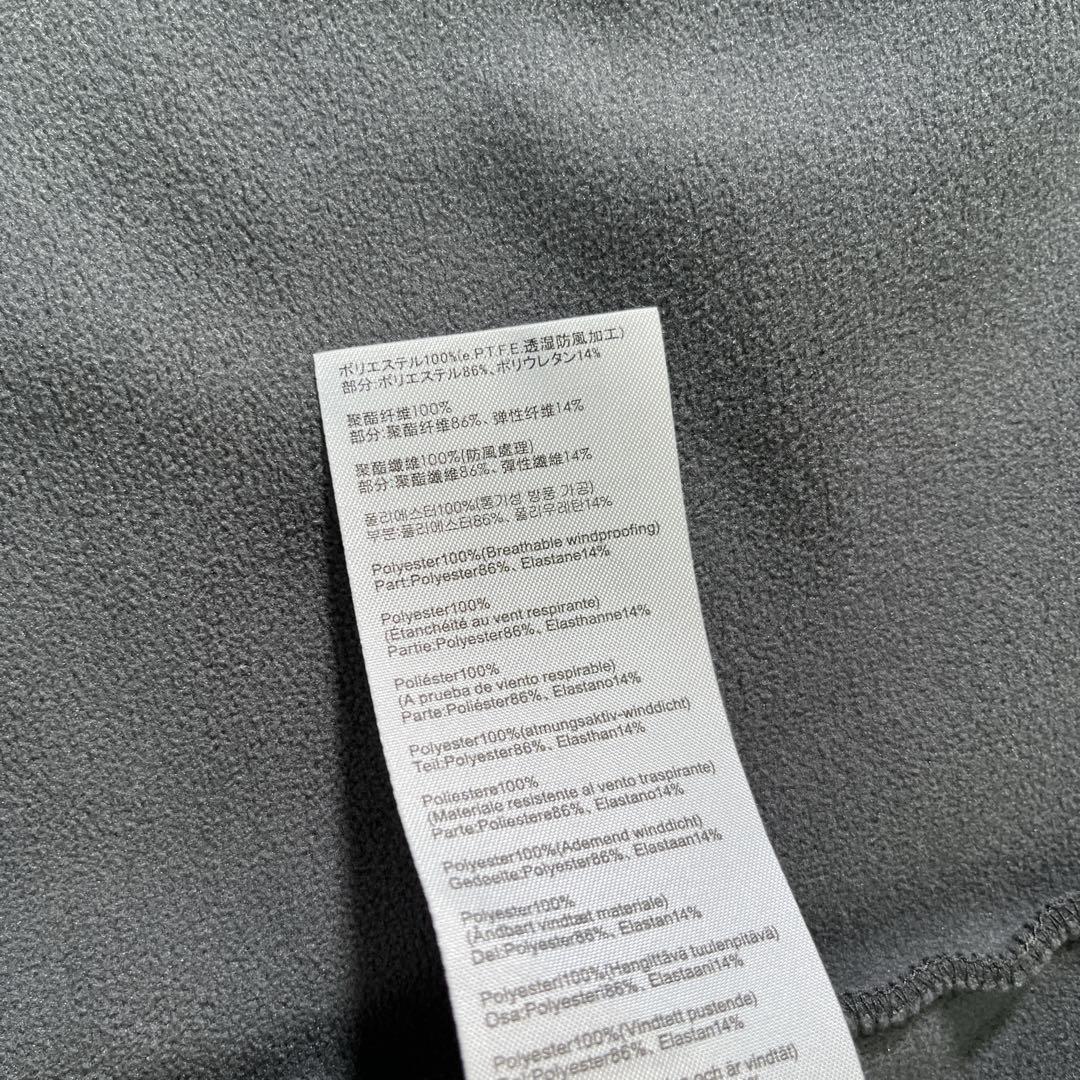 ポリエステル100%(e.P.T.F.E.透湿防風加工)
部分:ポリエステル86%、ポリウレタン14%
聚酯纤维100%
部分:聚酯纤维86%、弹性纤维14%
聚酯纖維100%(防風處理)
部分:聚酯纖維86%、彈性纖維14%
폴리에스터100%(통기성 방풍 가공)
부분:폴리에스터86%、폴리우레탄14%
Polyester100%(Breathable windproofing)
Part:Polyester86%、Elastane14%
Polyester100%
(Étanchéité au vent respirante)
Partie:Polyester86%、Elasthanne14%
Poliéster100%
(A prueba de viento respirable)
Parte:Poliéster86%、Elastano14%
Polyester100%(atmungsaktiv-winddicht)
Teil:Polyester86%、Elasthan14%
Poliestere100%
(Materiale resistente al vento traspirante)
Parte:Poliestere86%、Elastano14%
Polyester100%(Ademend winddicht)
Gedeelte:Polyester86%、Elastaan14%
Polyester100%
(Åndbart vindtæt materiale)
Del:Polyester86%、Elastan14%
Polyesteri100%(Hengittävä tuulenpitävä)
Osa:Polyesteri86%、Elastaani14%
Polyester100%(Vindtett pustende)
Del:Polyester86%、Elastan14%
och är vindtät)